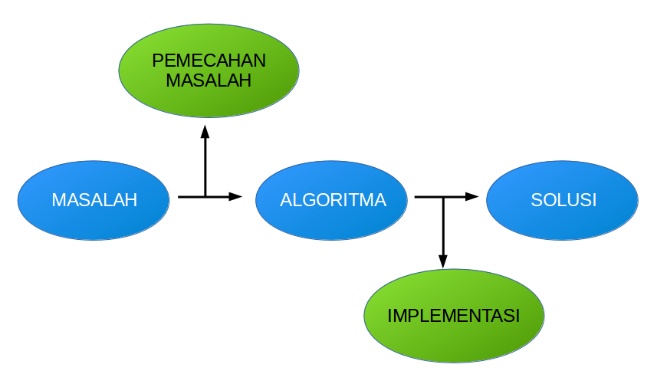 PEMECAHAN
MASALAH
MASALAH
ALGORITMA
SOLUSI
IMPLEMENTASI